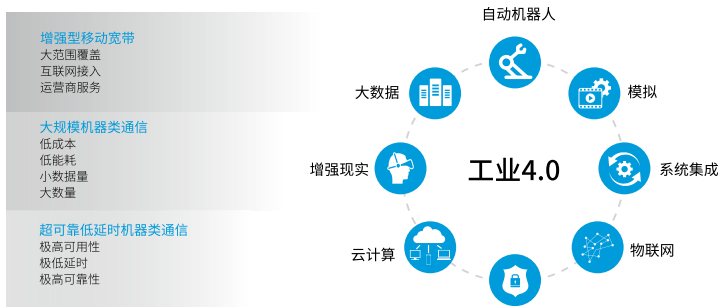 增强型移动宽带
大范围覆盖
互联网接入
运营商服务
大规模机器类通信
低成本
低能耗
小数据量
大数量
超可靠低延时机器类通信
极高可用性
极低延时
极高可靠性
自动机器人
大数据
模拟
增强现实
工业4.0
系统集成
云计算
物联网